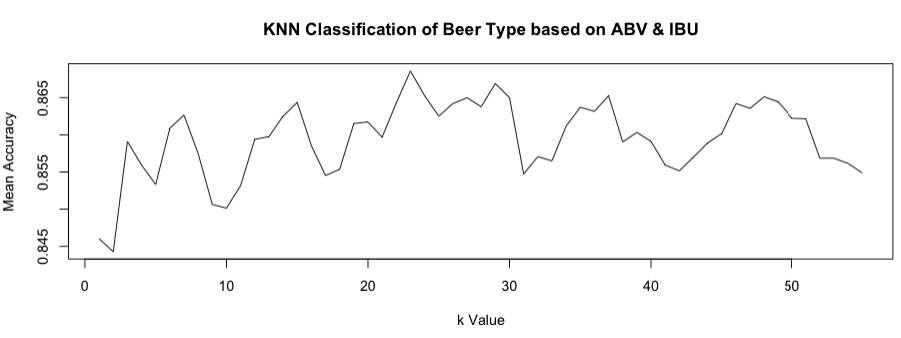 KNN Classification of Beer Type based on ABV & IBU
Mean Accuracy
0.865
0.855
0.845
0 10 20 30 40 50
k Value